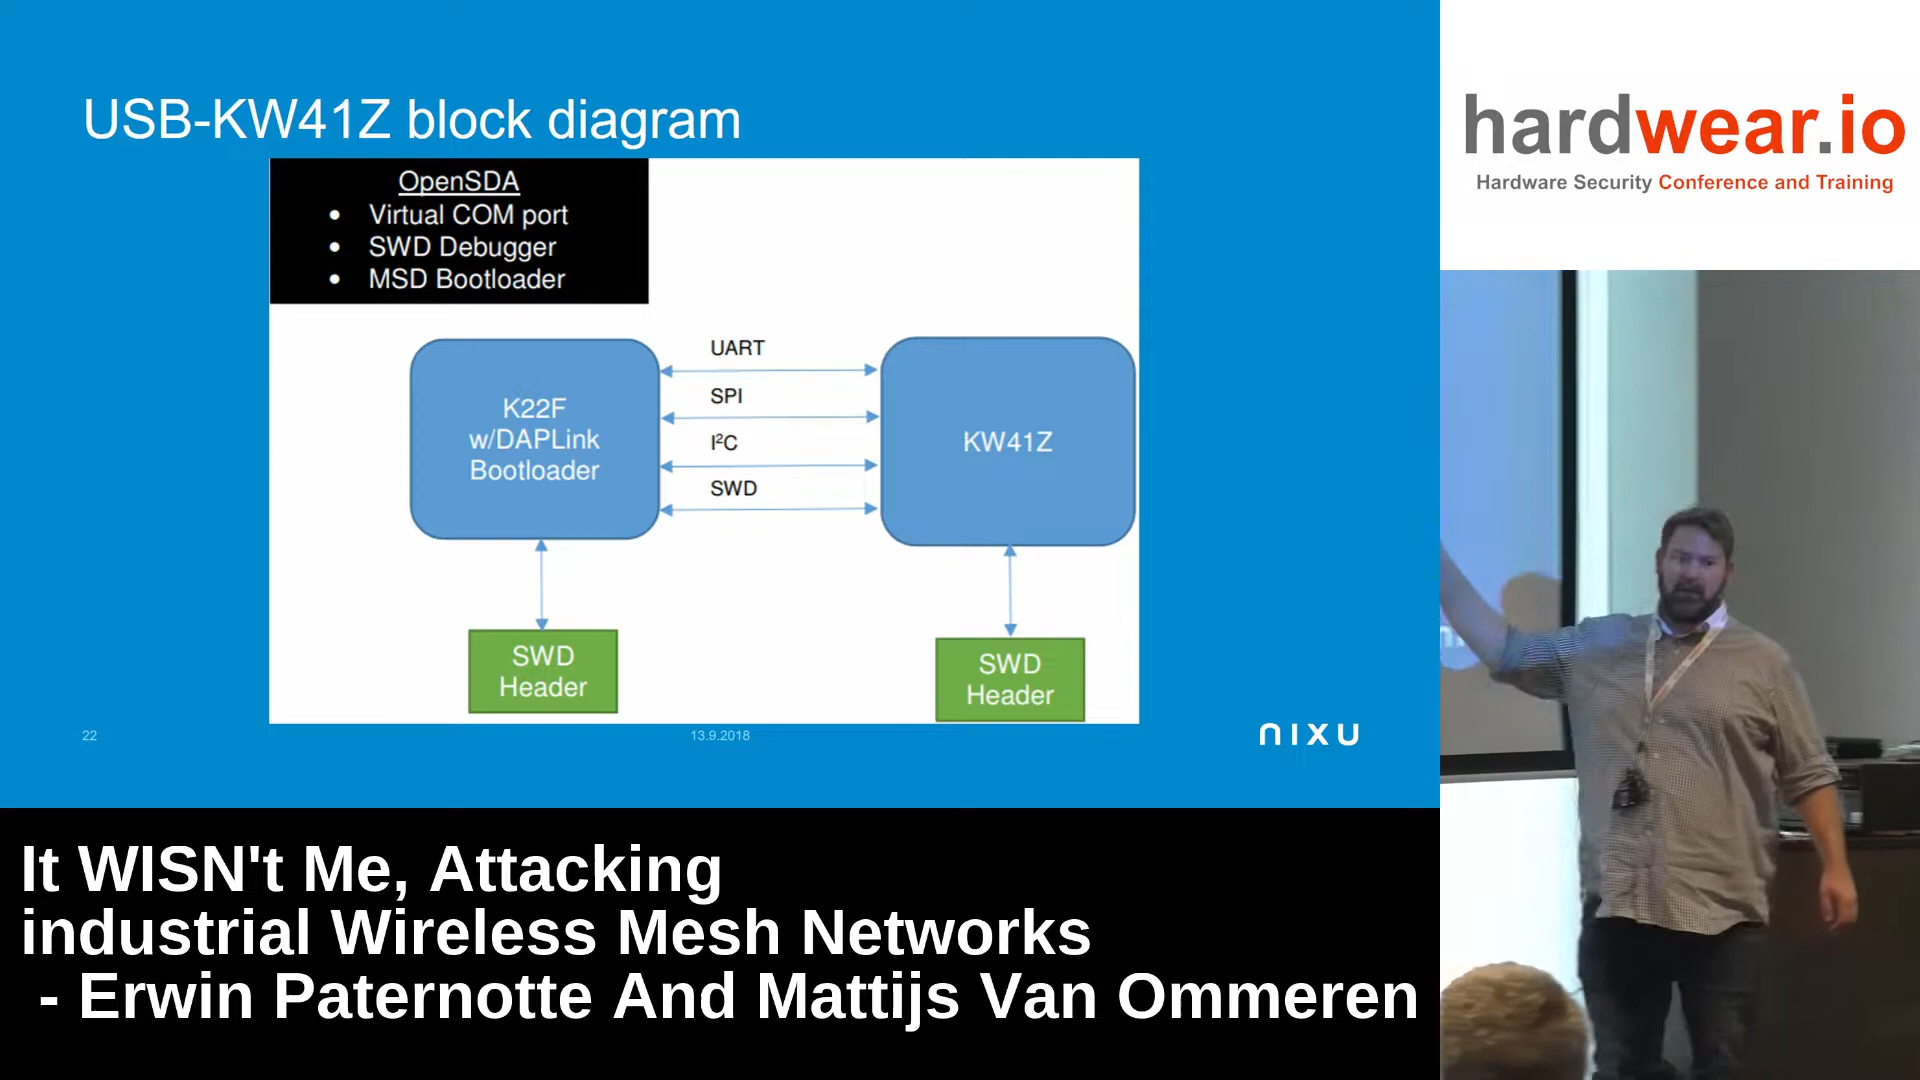 USB-KW41Z block diagram
OpenSDA
• Virtual COM port
• SWD Debugger
• MSD Bootloader
K22F
w/DAPLink
Bootloader
UART
SPI
I²C
SWD
KW41Z
SWD
Header
SWD
Header
22
13.9.2018
nixu
hardwear.io
Hardware Security Conference and Training
It WISN't Me, Attacking
industrial Wireless Mesh Networks
- Erwin Paternotte And Mattijs Van Ommeren